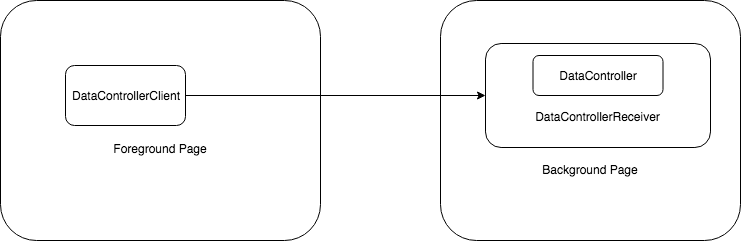 DataControllerClient
Foreground Page
DataController
DataControllerReceiver
Background Page